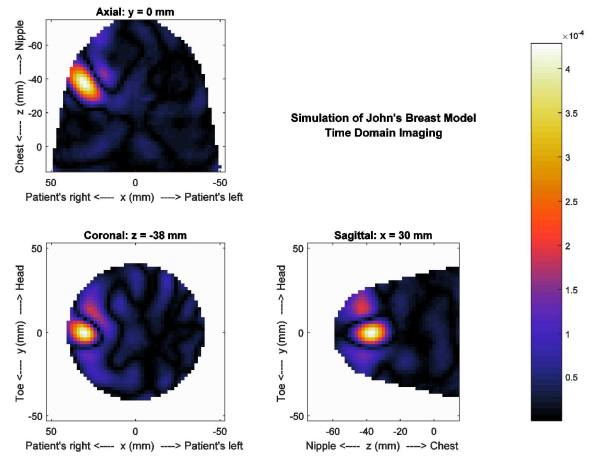 Axial: y = 0 mm
Chest <---- z (mm) ----> Nipple
-60
-40
-20
0
50
0
-50
Patient's right <---- x (mm) ----> Patient's left
Simulation of John's Breast Model
Time Domain Imaging
×10⁻⁴
4
3.5
3
2.5
2
1.5
1
0.5
Coronal: z = -38 mm
Toe <---- y (mm) ----> Head
50
0
-50
50
0
-50
Patient's right <---- x (mm) ----> Patient's left
Sagittal: x = 30 mm
Toe <---- y (mm) ----> Head
50
0
-50
-60
-40
-20
0
Nipple <---- z (mm) ----> Chest